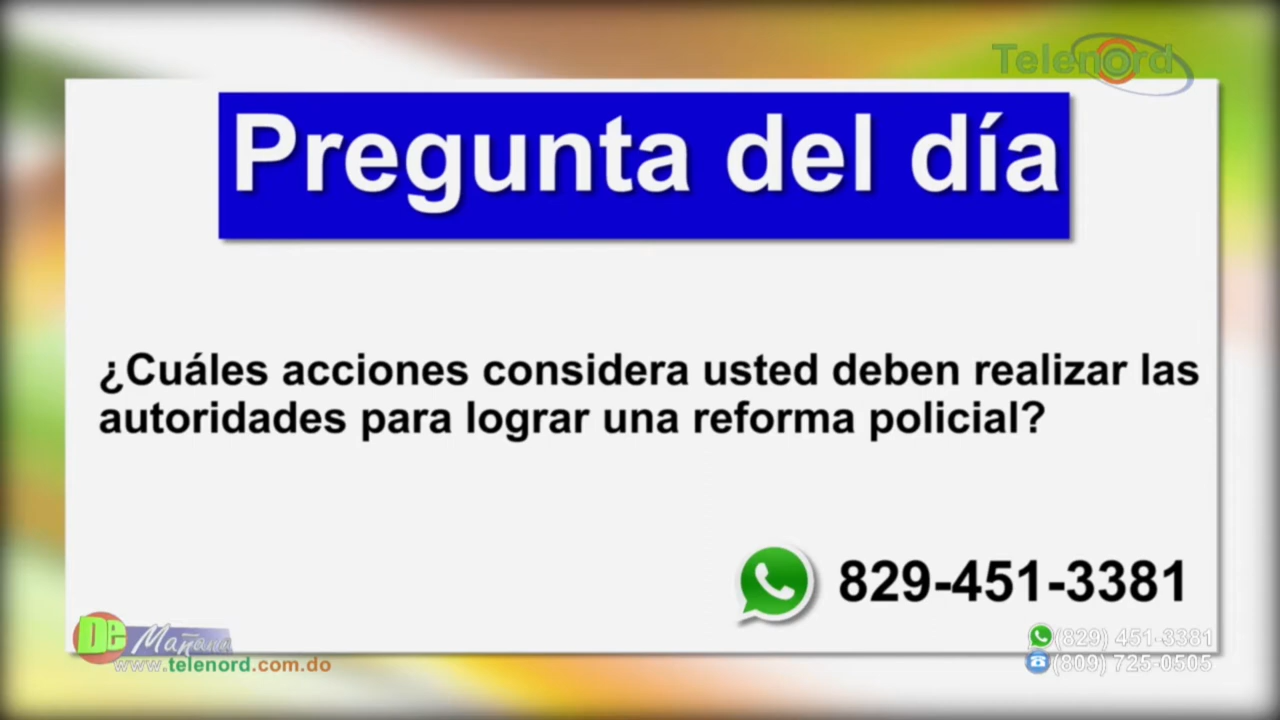 Telenord
Pregunta del día
¿Cuáles acciones considera usted deben realizar las
autoridades para lograr una reforma policial?
829-451-3381
De Mañana
www.telenord.com.do
(829) 451-3381
(809) 725-0505